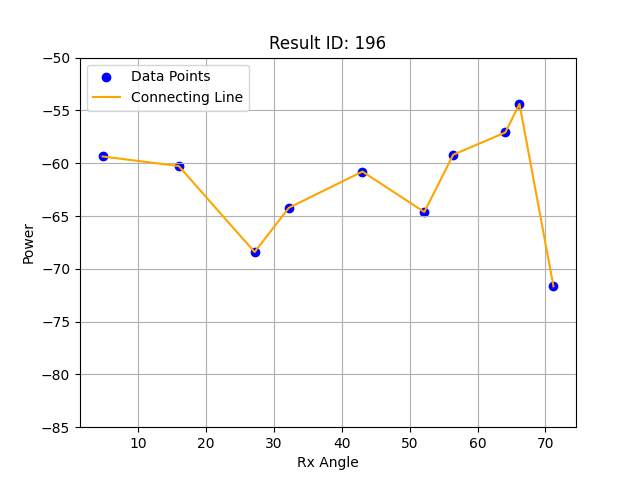 Result ID: 196
Data Points
Connecting Line
Power
−50
−55
−60
−65
−70
−75
−80
−85
10 20 30 40 50 60 70
Rx Angle